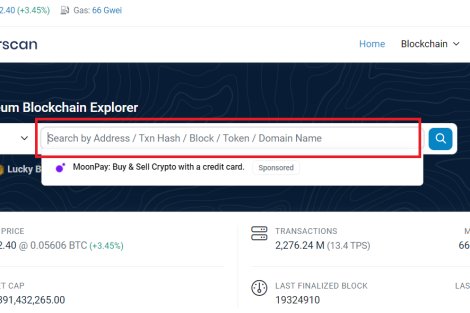 2.40 (+3.45%) Gas: 66 Gwei
rscan Home Blockchain
um Blockchain Explorer
Search by Address / Txn Hash / Block / Token / Domain Name
Lucky B
MoonPay: Buy & Sell Crypto with a credit card. Sponsored
PRICE TRANSACTIONS M
2.40 @ 0.05606 BTC (+3.45%) 2,276.24 M (13.4 TPS) 66
T CAP LAST FINALIZED BLOCK LAS
391,432,265.00 19324910